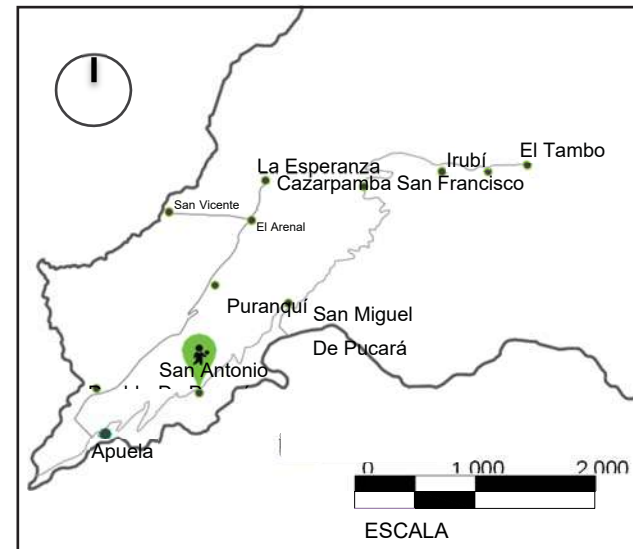 El Tambo
Irubí
La Esperanza
Cazarpamba San Francisco
San Vicente
El Arenal
Puranquí
San Miguel
De Pucará
San Antonio
Apuela
0 1 000 2 000
ESCALA